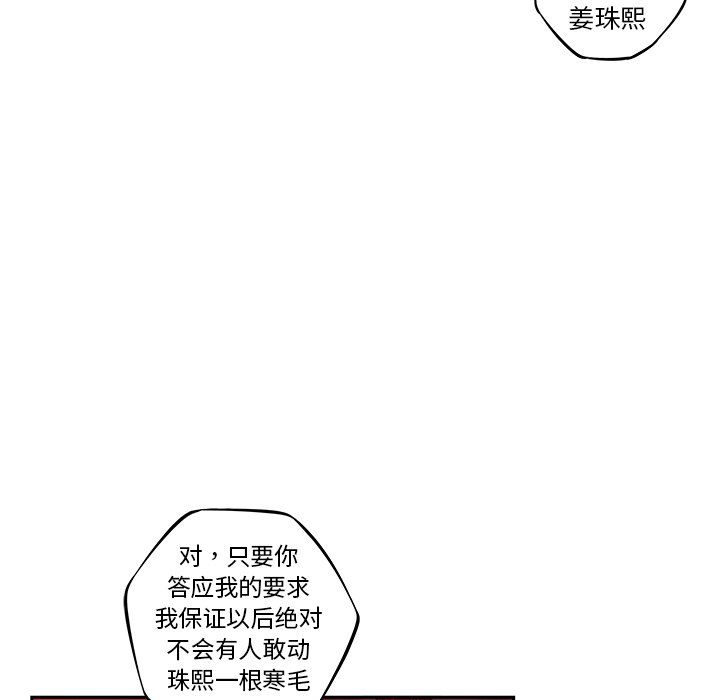 姜珠熙
对，只要你
答应我的要求
我保证以后绝对
不会有人敢动
珠熙一根寒毛